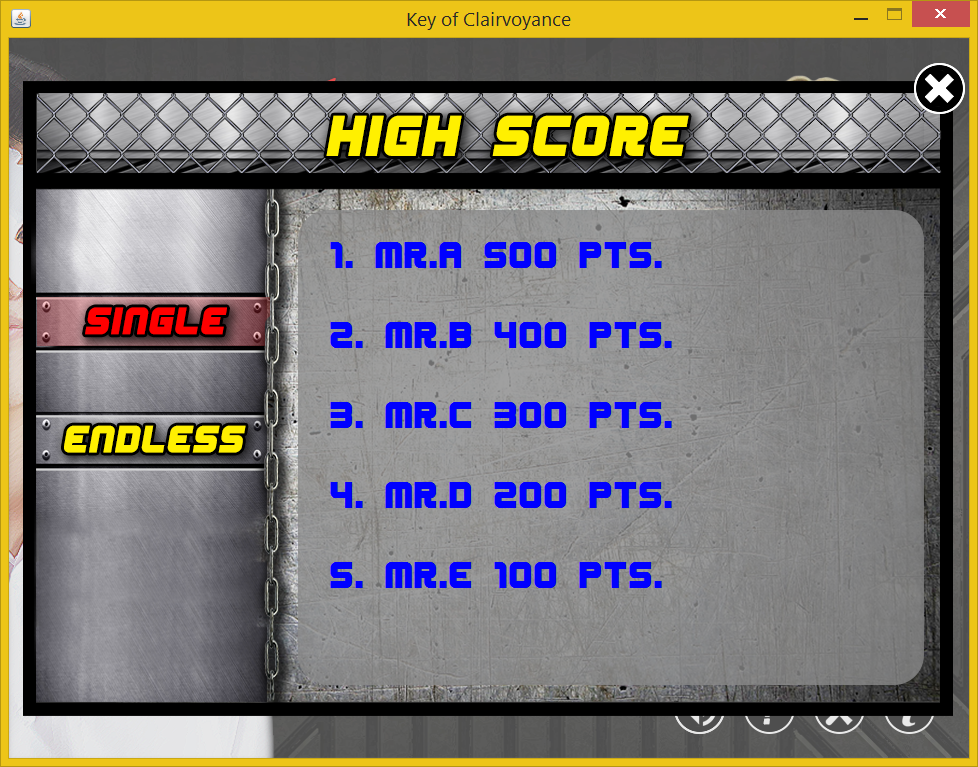 Key of Clairvoyance
HIGH SCORE
SINGLE
ENDLESS
1. MR.A 500 PTS.
2. MR.B 400 PTS.
3. MR.C 300 PTS.
4. MR.D 200 PTS.
5. MR.E 100 PTS.